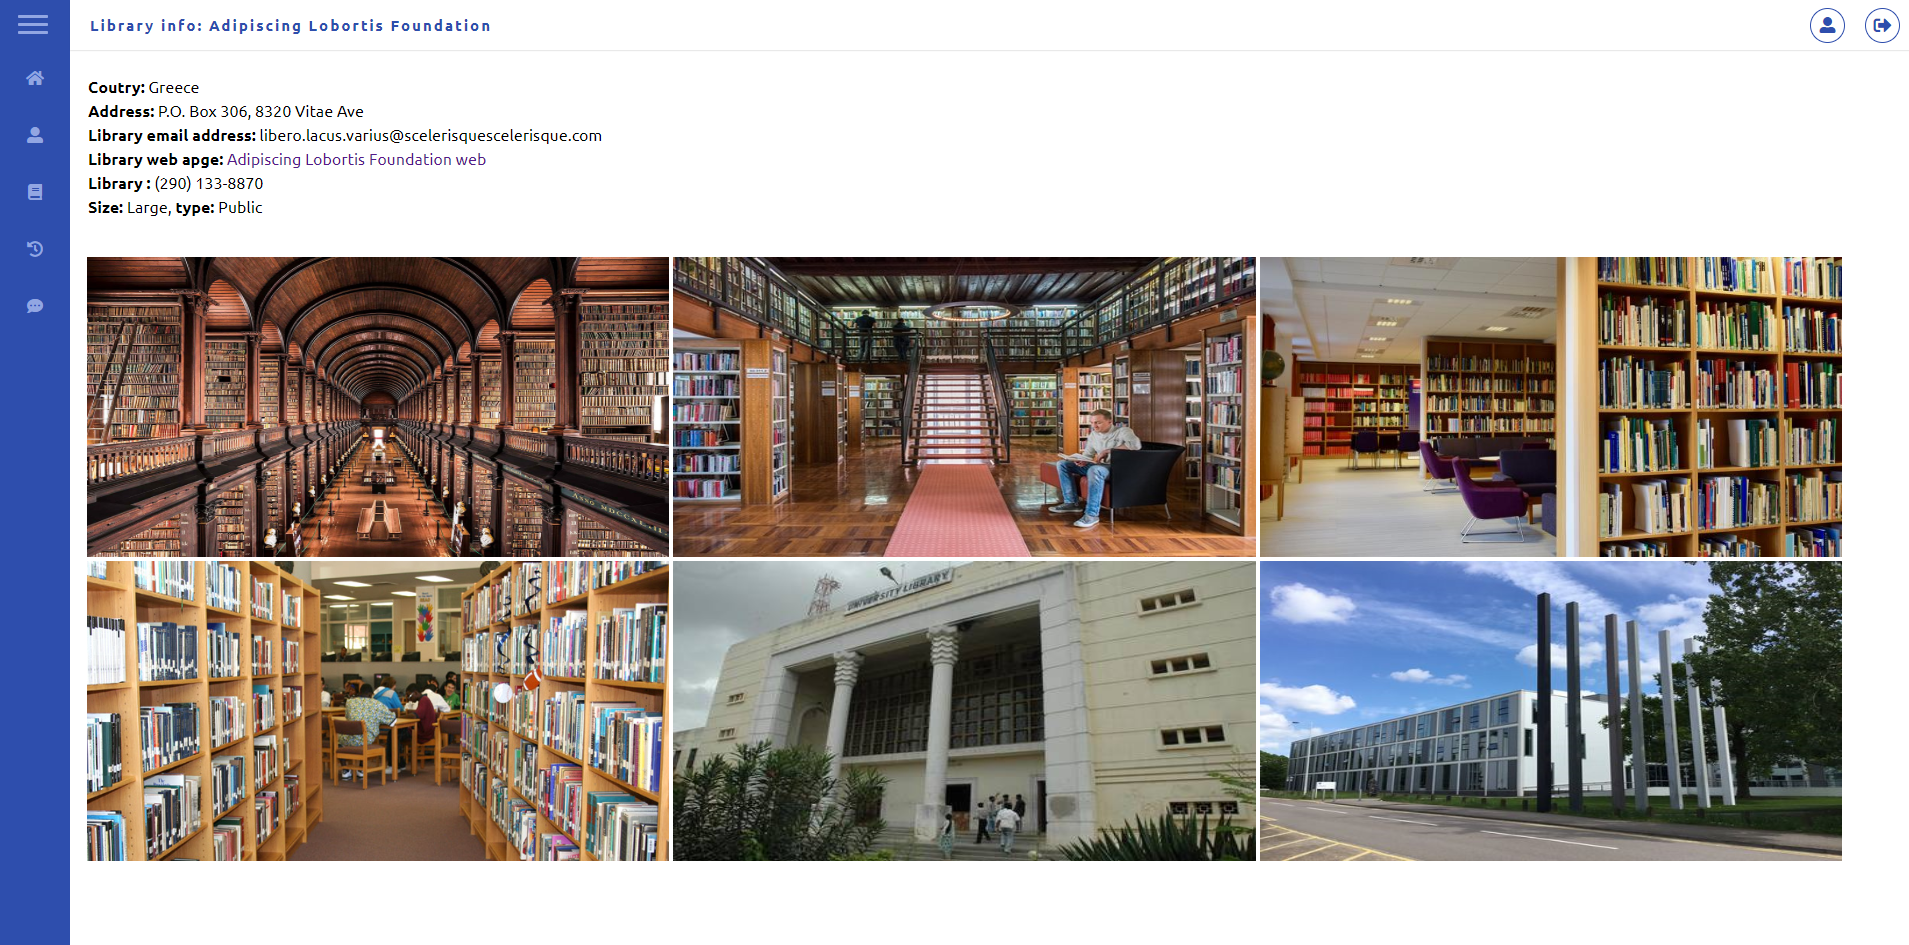 Library info: Adipiscing Lobortis Foundation
Coutry: Greece
Address: P.O. Box 306, 8320 Vitae Ave
Library email address: libero.lacus.varius@scelerisquescelerisque.com
Library web apge: Adipiscing Lobortis Foundation web
Library : (290) 133-8870
Size: Large, type: Public
UNIVERSITY LIBRARY